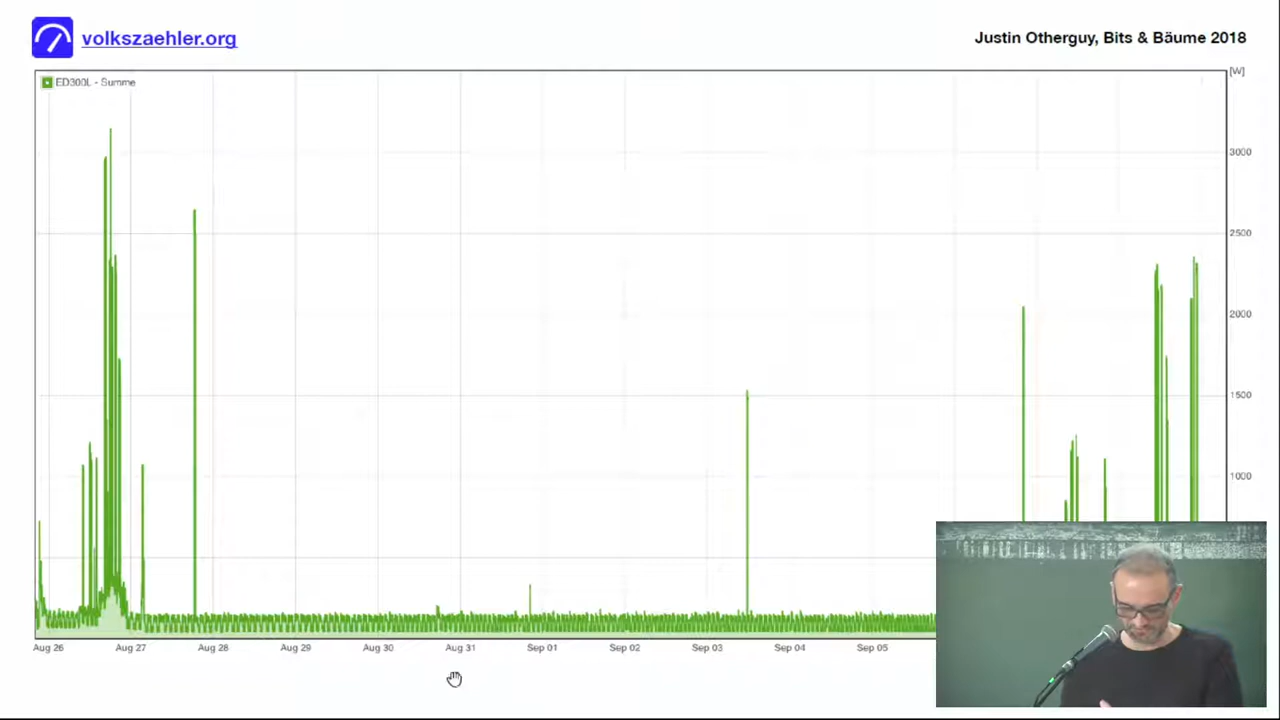 volkszaehler.org
Justin Otherguy, Bits & Bäume 2018
ED300L - Summe
[W]
3000
2500
2000
1500
1000
Aug 26 Aug 27 Aug 28 Aug 29 Aug 30 Aug 31 Sep 01 Sep 02 Sep 03 Sep 04 Sep 05